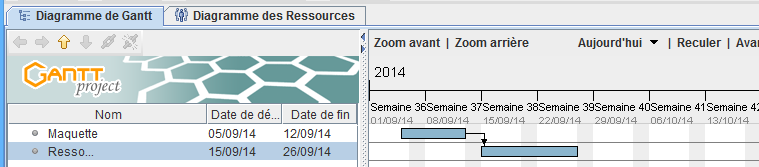 Diagramme de Gantt Diagramme des Ressources
Zoom avant | Zoom arrière Aujourd'hui | Reculer | Ava
GANTT project
2014
Nom Date de dé... Date de fin
Semaine 36 Semaine 37 Semaine 38 Semaine 39 Semaine 40 Semaine 41 Semaine 42
01/09/14 08/09/14 15/09/14 22/09/14 29/09/14 06/10/14 13/10/14
Maquette 05/09/14 12/09/14
Resso... 15/09/14 26/09/14